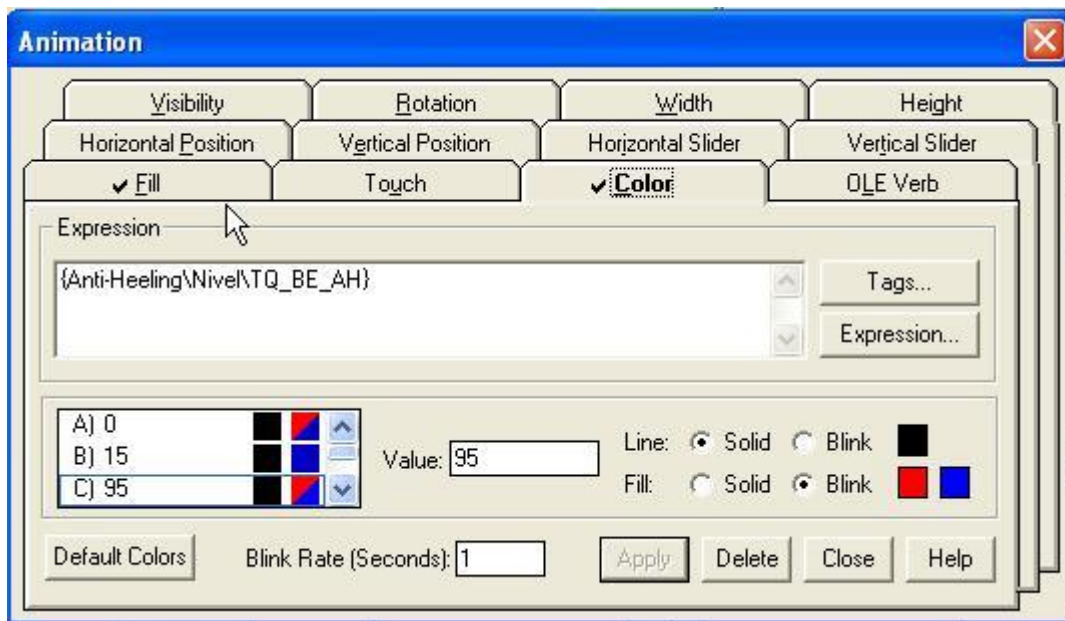 Animation
Visibility Rotation Width Height
Horizontal Position Vertical Position Horizontal Slider Vertical Slider
Fill Touch Color OLE Verb
Expression
{Anti-Heeling\Nivel\TQ_BE_AH}
Tags...
Expression...
A) 0
B) 15
C) 95
Value: 95
Line: Solid Blink
Fill: Solid Blink
Default Colors Blink Rate (Seconds): 1 Apply Delete Close Help